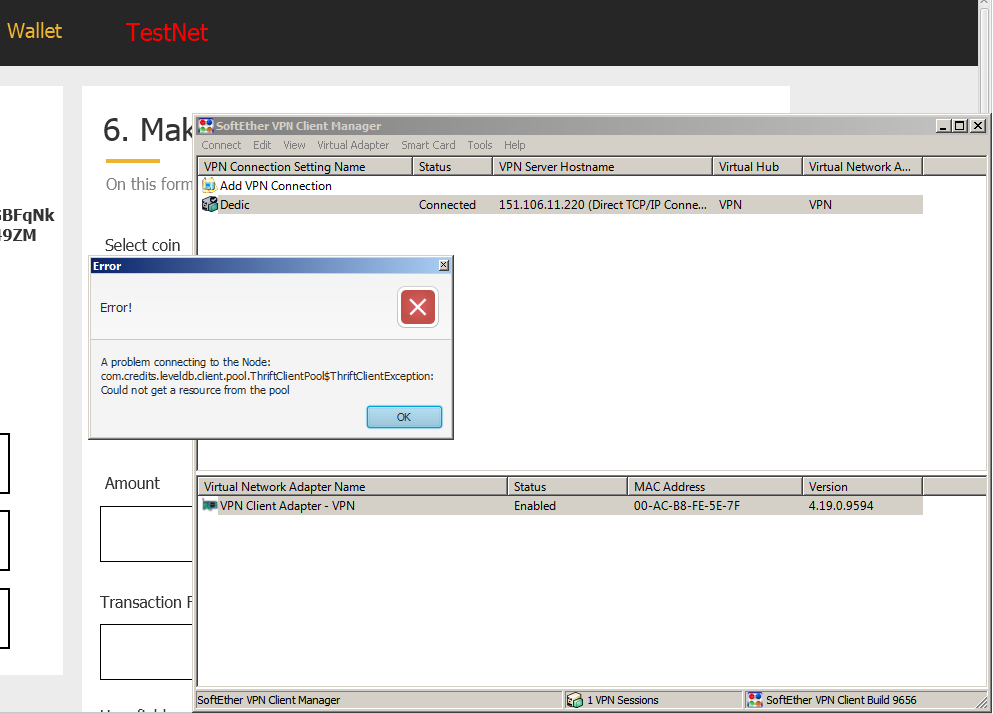 Wallet
TestNet
6. Mak
On this form
GBFqNk
49ZM
Select coin
SoftEther VPN Client Manager
Connect Edit View Virtual Adapter Smart Card Tools Help
VPN Connection Setting Name Status VPN Server Hostname Virtual Hub Virtual Network A...
Add VPN Connection
Dedic Connected 151.106.11.220 (Direct TCP/IP Conne... VPN VPN
Error
Error!
A problem connecting to the Node:
com.credits.leveldb.client.pool.ThriftClientPool$ThriftClientException:
Could not get a resource from the pool
OK
Amount
Transaction F
Virtual Network Adapter Name Status MAC Address Version
VPN Client Adapter - VPN Enabled 00-AC-B8-FE-5E-7F 4.19.0.9594
SoftEther VPN Client Manager 1 VPN Sessions SoftEther VPN Client Build 9656